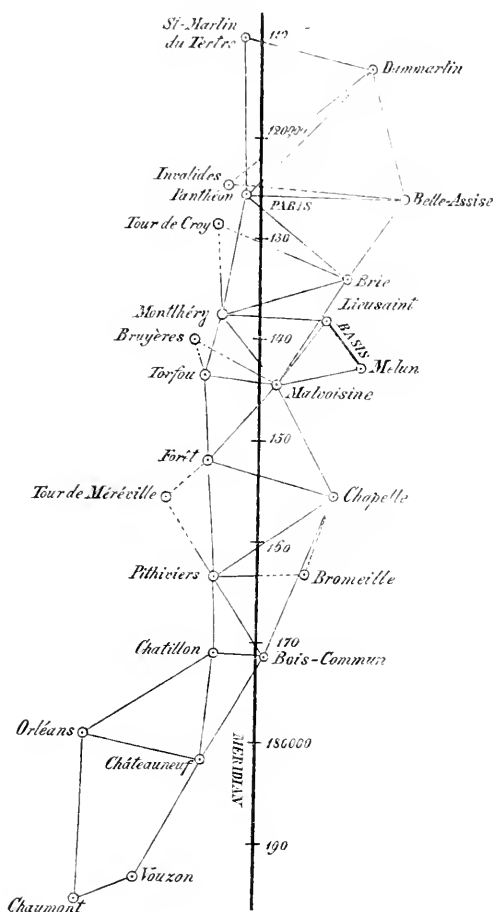 St-Martin
du Tertre
110
Dammartin
120000
Invalides
Panthéon
PARIS
Belle-Assise
Tour de Croy
130
Brie
Montlhéry
Lieusaint
Bruyères
140
BASIS
Torfou
Melun
Malvoisine
150
Forêt
Tour de Méréville
Chapelle
160
Pithiviers
Bromeille
170
Chatillon
Bois-Commun
Orléans
180000
Châteauneuf
MERIDIAN
190
Vouzon
Chaumont